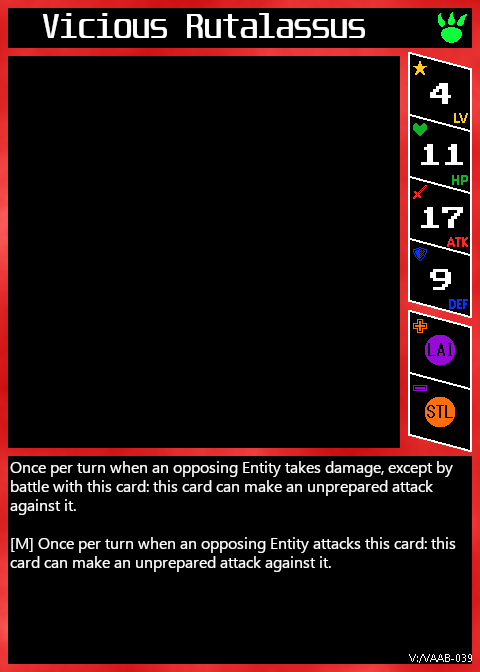 Vicious Rutalassus
4
LV
11
HP
17
ATK
9
DEF
LAI
STL
Once per turn when an opposing Entity takes damage, except by
battle with this card: this card can make an unprepared attack
against it.
[M] Once per turn when an opposing Entity attacks this card: this
card can make an unprepared attack against it.
V:/VAAB-039